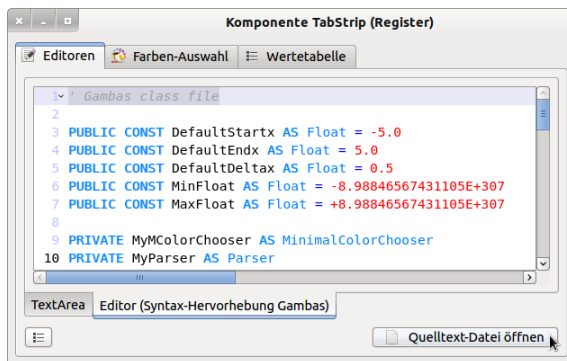 Komponente TabStrip (Register)
Editoren Farben-Auswahl Wertetabelle
1 ' Gambas class file
2
3 PUBLIC CONST DefaultStartx AS Float = -5.0
4 PUBLIC CONST DefaultEndx AS Float = 5.0
5 PUBLIC CONST DefaultDeltax AS Float = 0.5
6 PUBLIC CONST MinFloat AS Float = -8.98846567431105E+307
7 PUBLIC CONST MaxFloat AS Float = +8.98846567431105E+307
8
9 PRIVATE MyMColorChooser AS MinimalColorChooser
10 PRIVATE MyParser AS Parser
TextArea Editor (Syntax-Hervorhebung Gambas)
Quelltext-Datei öffnen